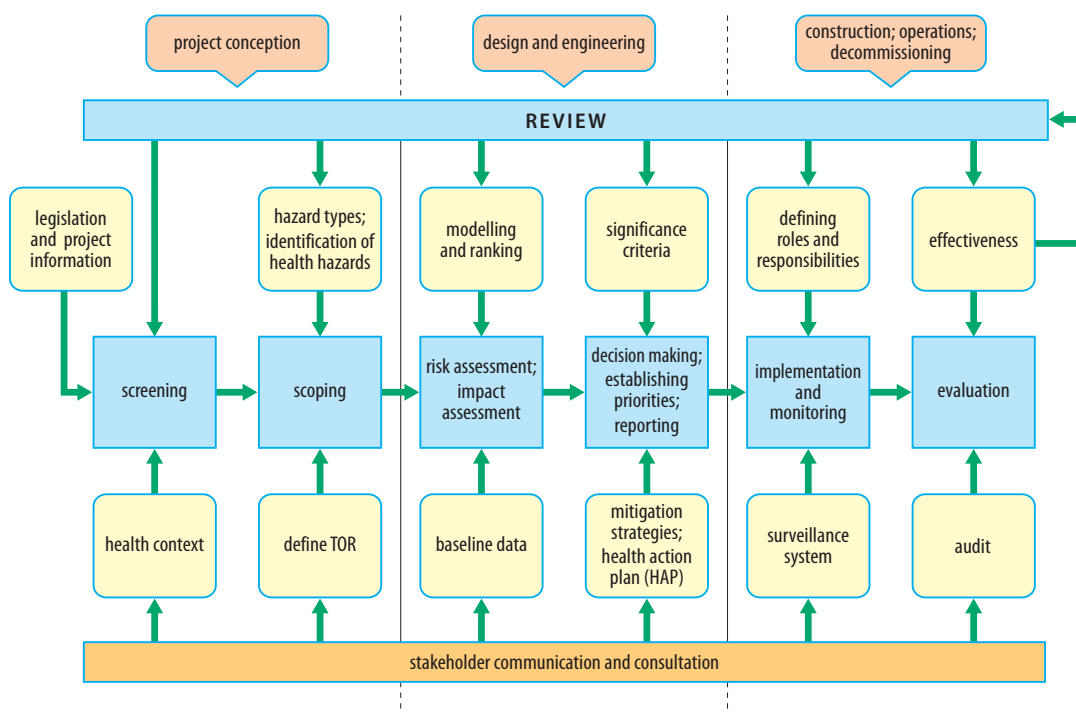 project conception
design and engineering
construction; operations;
decommissioning
REVIEW
legislation
and project
information
hazard types;
identification of
health hazards
modelling
and ranking
significance
criteria
defining
roles and
responsibilities
effectiveness
screening
scoping
risk assessment;
impact
assessment
decision making;
establishing
priorities;
reporting
implementation
and
monitoring
evaluation
health context
define TOR
baseline data
mitigation
strategies;
health action
plan (HAP)
surveillance
system
audit
stakeholder communication and consultation